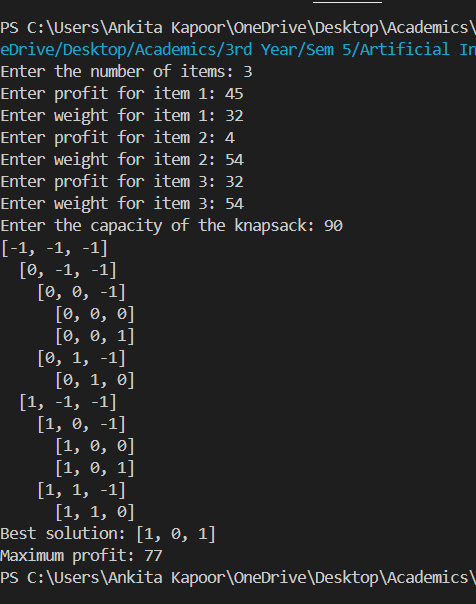 PS C:\Users\Ankita Kapoor\OneDrive\Desktop\Academics\
eDrive/Desktop/Academics/3rd Year/Sem 5/Artificial In
Enter the number of items: 3
Enter profit for item 1: 45
Enter weight for item 1: 32
Enter profit for item 2: 4
Enter weight for item 2: 54
Enter profit for item 3: 32
Enter weight for item 3: 54
Enter the capacity of the knapsack: 90
[-1, -1, -1]
  [0, -1, -1]
    [0, 0, -1]
      [0, 0, 0]
      [0, 0, 1]
    [0, 1, -1]
      [0, 1, 0]
  [1, -1, -1]
    [1, 0, -1]
      [1, 0, 0]
      [1, 0, 1]
    [1, 1, -1]
      [1, 1, 0]
Best solution: [1, 0, 1]
Maximum profit: 77
PS C:\Users\Ankita Kapoor\OneDrive\Desktop\Academics\